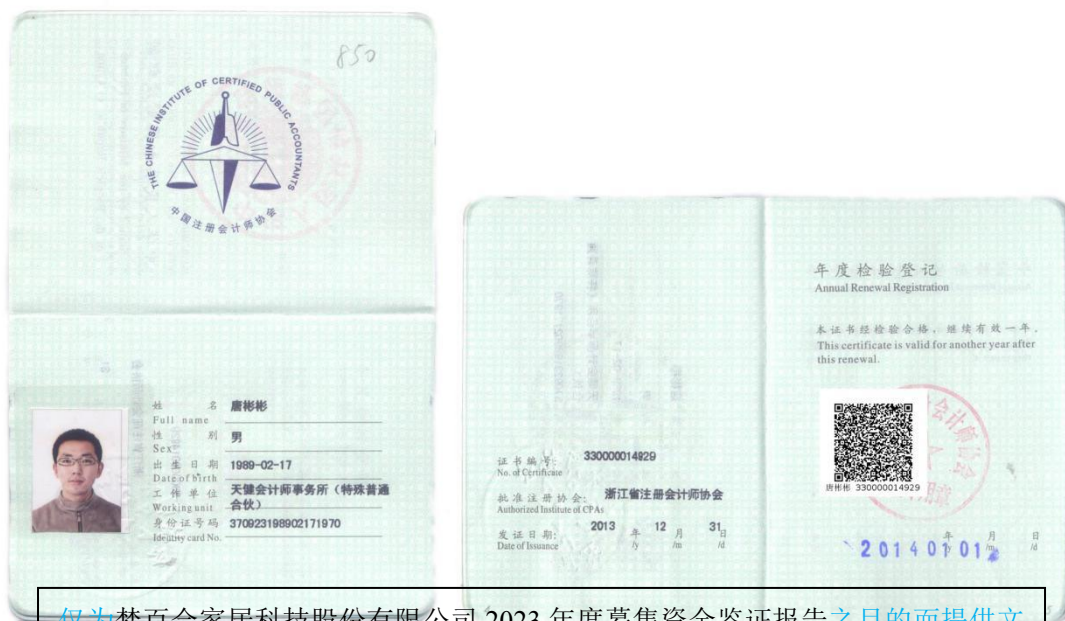 850
THE CHINESE INSTITUTE OF CERTIFIED PUBLIC ACCOUNTANTS
中国注册会计师协会
姓 名 唐彬彬
Full name
性 别 男
Sex
出生日期 1989-02-17
Date of birth
工作单位 天健会计师事务所（特殊普通
Working unit 合伙）
身份证号码 370923198902171970
Identity card No.
证书编号: 330000014929
No. of Certificate
批准注册协会: 浙江省注册会计师协会
Authorized Institute of CPAs
发证日期: 2013 年 12 月 31日
Date of Issuance /y /m /d
年度检验登记
Annual Renewal Registration
本证书经检验合格，继续有效一年。
This certificate is valid for another year after
this renewal.
唐彬彬 330000014929
年 月 日
20140101
/y /m /d
仅为梦百合家居科技股份有限公司 2023 年度募集资金鉴证报告之目的而提供文